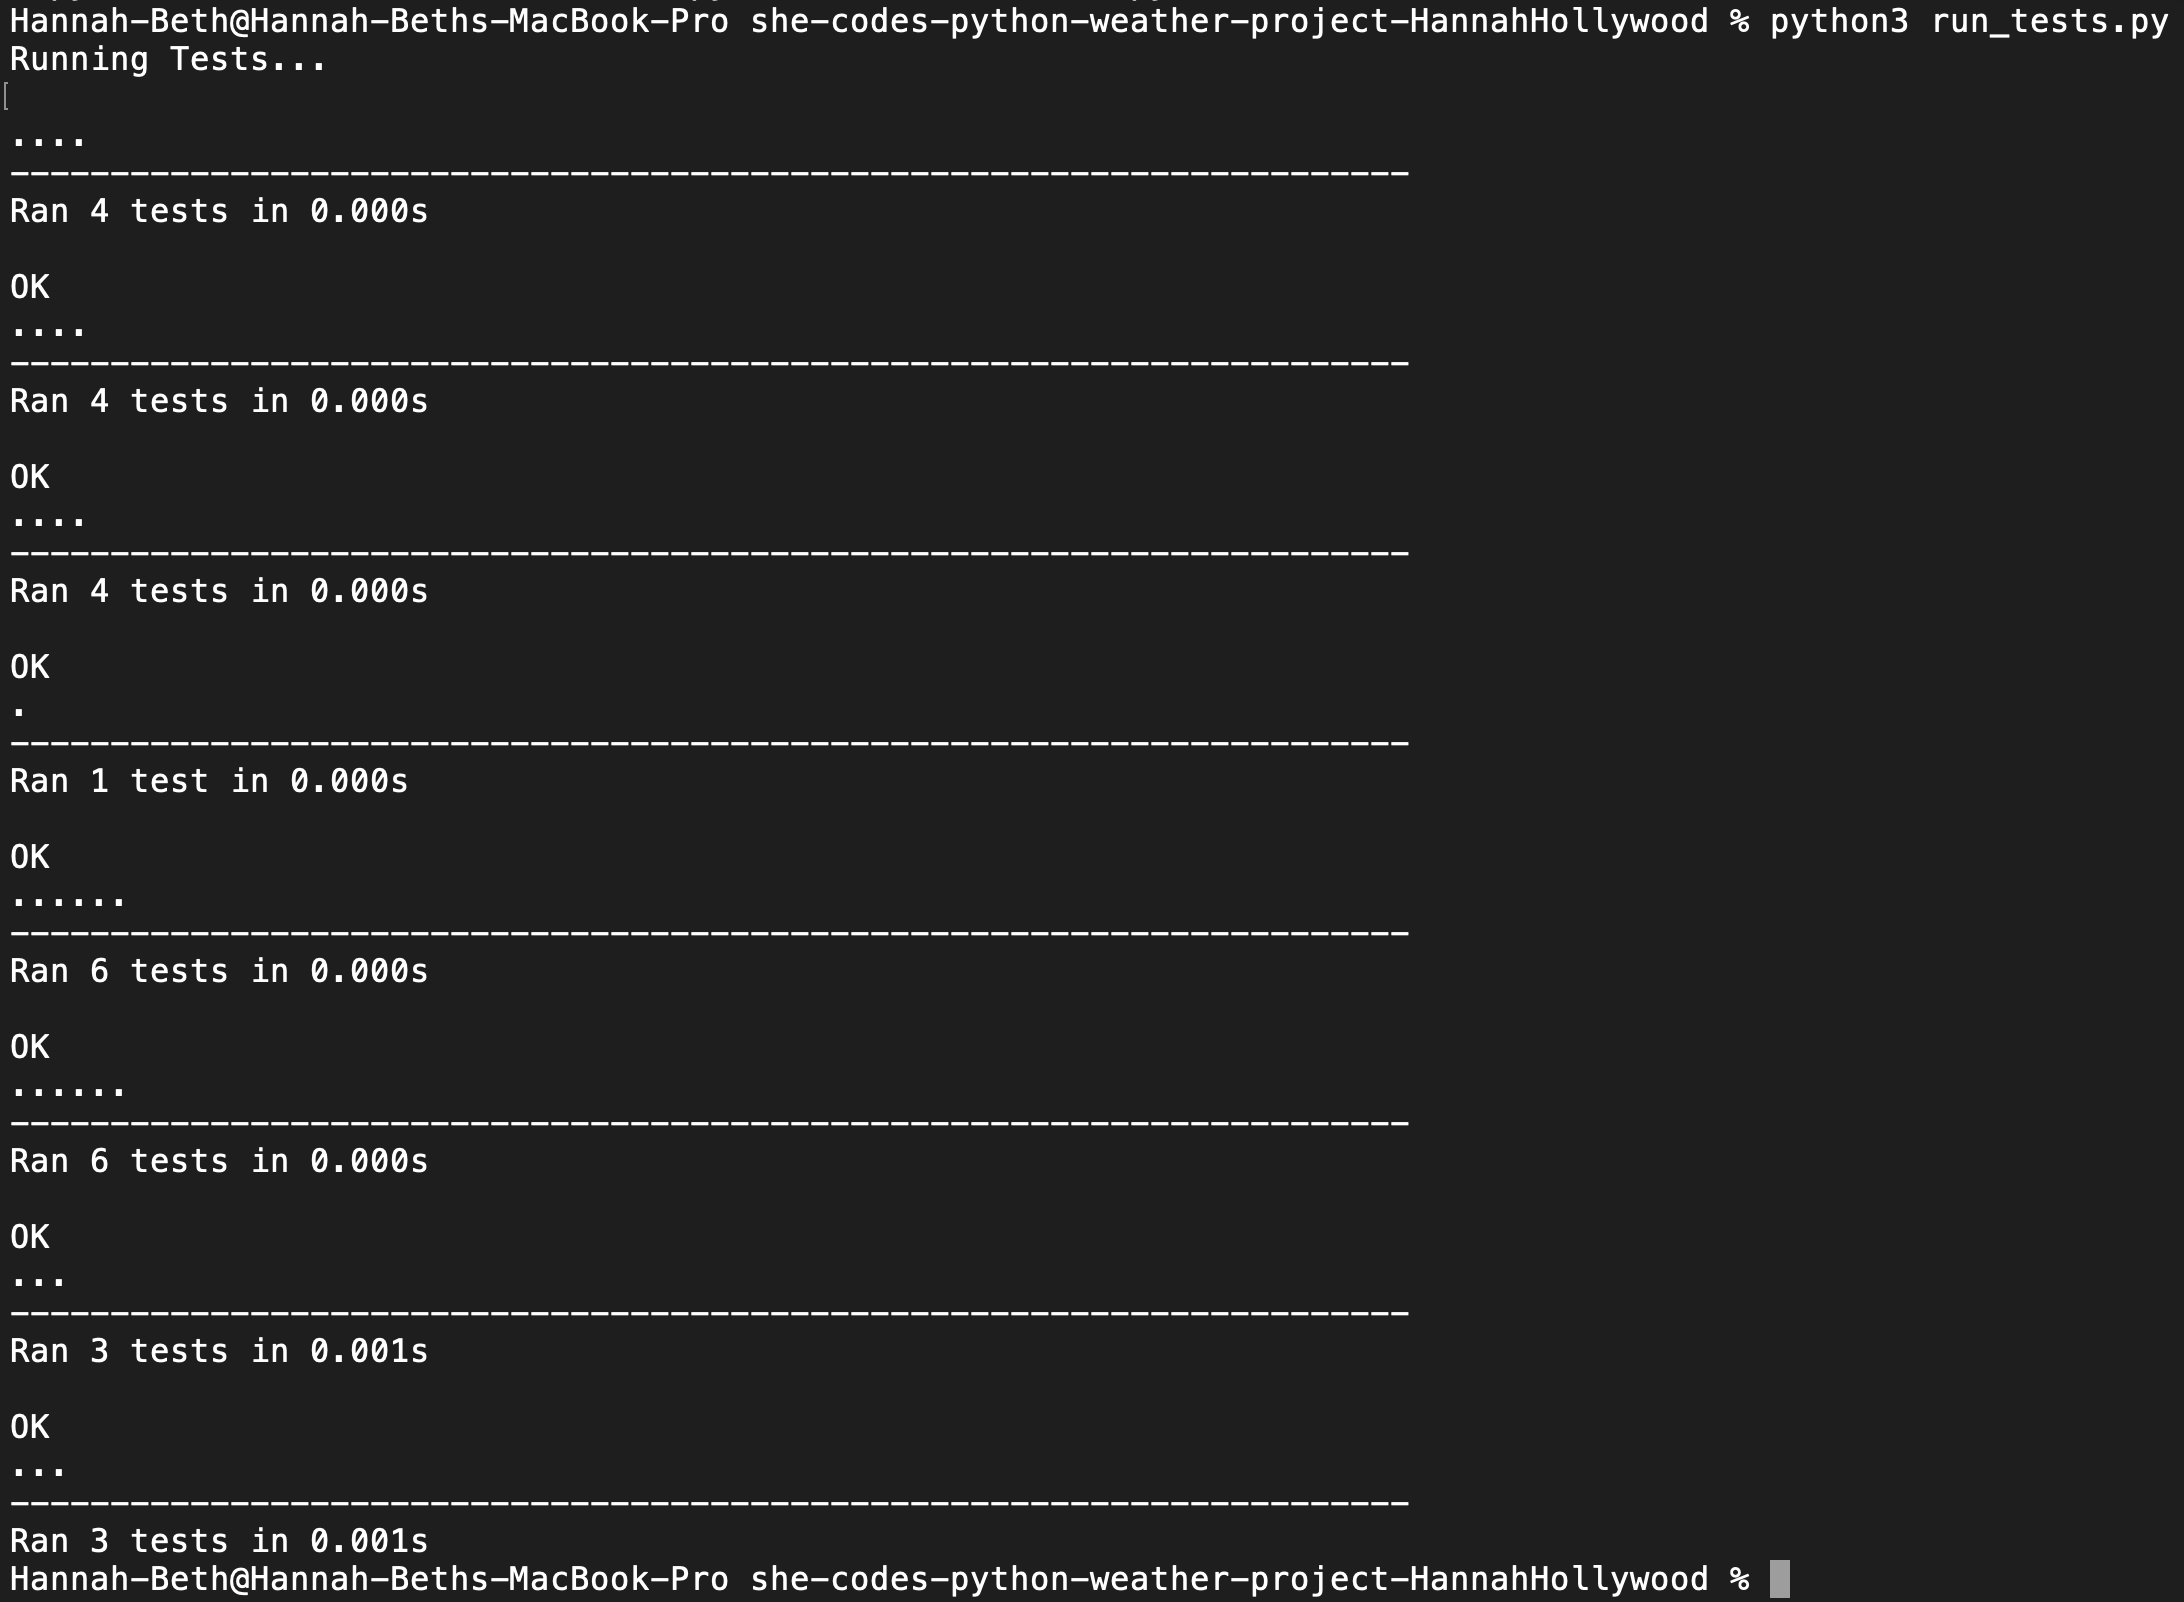 Hannah-Beth@Hannah-Beths-MacBook-Pro she-codes-python-weather-project-HannahHollywood % python3 run_tests.py
Running Tests...
....
----------------------------------------------------------------------
Ran 4 tests in 0.000s
OK
....
----------------------------------------------------------------------
Ran 4 tests in 0.000s
OK
....
----------------------------------------------------------------------
Ran 4 tests in 0.000s
OK
.
----------------------------------------------------------------------
Ran 1 test in 0.000s
OK
......
----------------------------------------------------------------------
Ran 6 tests in 0.000s
OK
......
----------------------------------------------------------------------
Ran 6 tests in 0.000s
OK
...
----------------------------------------------------------------------
Ran 3 tests in 0.001s
OK
...
----------------------------------------------------------------------
Ran 3 tests in 0.001s
Hannah-Beth@Hannah-Beths-MacBook-Pro she-codes-python-weather-project-HannahHollywood %